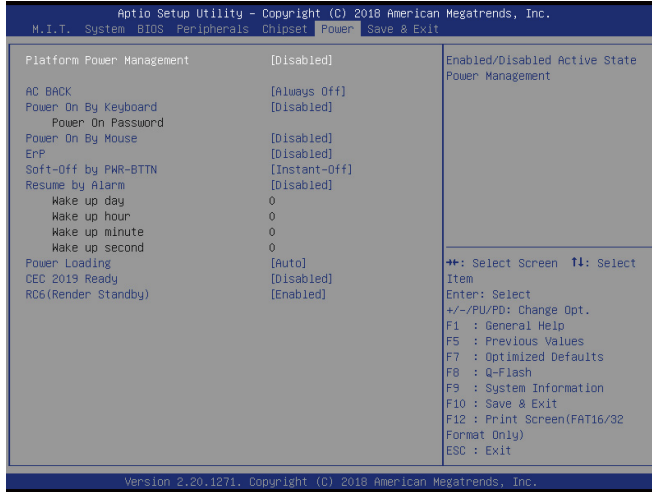 Aptio Setup Utility – Copyright (C) 2018 American Megatrends, Inc.
M.I.T. System BIOS Peripherals Chipset Power Save & Exit
Platform Power Management [Disabled]
AC BACK [Always Off]
Power On By Keyboard [Disabled]
Power On Password
Power On By Mouse [Disabled]
ErP [Disabled]
Soft-Off by PWR-BTTN [Instant-Off]
Resume by Alarm [Disabled]
Wake up day 0
Wake up hour 0
Wake up minute 0
Wake up second 0
Power Loading [Auto]
CEC 2019 Ready [Disabled]
RC6(Render Standby) [Enabled]
Enabled/Disabled Active State
Power Management
→←: Select Screen ↑↓: Select
Item
Enter: Select
+/-/PU/PD: Change Opt.
F1 : General Help
F5 : Previous Values
F7 : Optimized Defaults
F8 : Q-Flash
F9 : System Information
F10 : Save & Exit
F12 : Print Screen(FAT16/32
Format Only)
ESC : Exit
Version 2.20.1271. Copyright (C) 2018 American Megatrends, Inc.